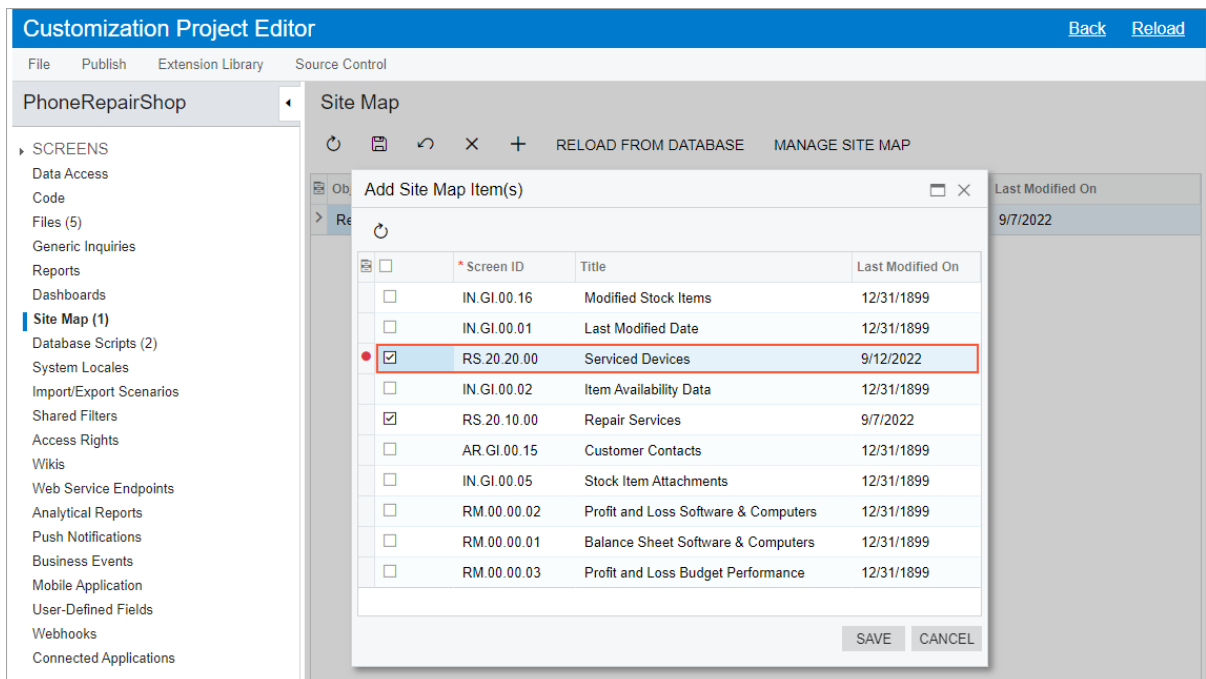 Customization Project Editor Back Reload
File Publish Extension Library Source Control
PhoneRepairShop
SCREENS
Data Access
Code
Files (5)
Generic Inquiries
Reports
Dashboards
Site Map (1)
Database Scripts (2)
System Locales
Import/Export Scenarios
Shared Filters
Access Rights
Wikis
Web Service Endpoints
Analytical Reports
Push Notifications
Business Events
Mobile Application
User-Defined Fields
Webhooks
Connected Applications
Site Map
RELOAD FROM DATABASE MANAGE SITE MAP
Ob Last Modified On
Re 9/7/2022
Add Site Map Item(s)
* Screen ID Title Last Modified On
IN.GI.00.16 Modified Stock Items 12/31/1899
IN.GI.00.01 Last Modified Date 12/31/1899
RS.20.20.00 Serviced Devices 9/12/2022
IN.GI.00.02 Item Availability Data 12/31/1899
RS.20.10.00 Repair Services 9/7/2022
AR.GI.00.15 Customer Contacts 12/31/1899
IN.GI.00.05 Stock Item Attachments 12/31/1899
RM.00.00.02 Profit and Loss Software & Computers 12/31/1899
RM.00.00.01 Balance Sheet Software & Computers 12/31/1899
RM.00.00.03 Profit and Loss Budget Performance 12/31/1899
SAVE CANCEL